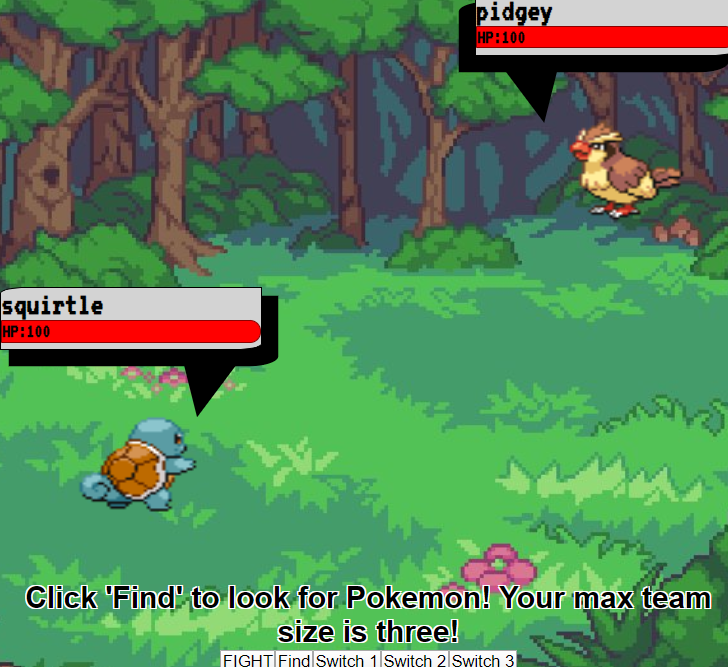 pidgey
HP:100
squirtle
HP:100
Click 'Find' to look for Pokemon! Your max team
size is three!
FIGHT Find Switch 1 Switch 2 Switch 3